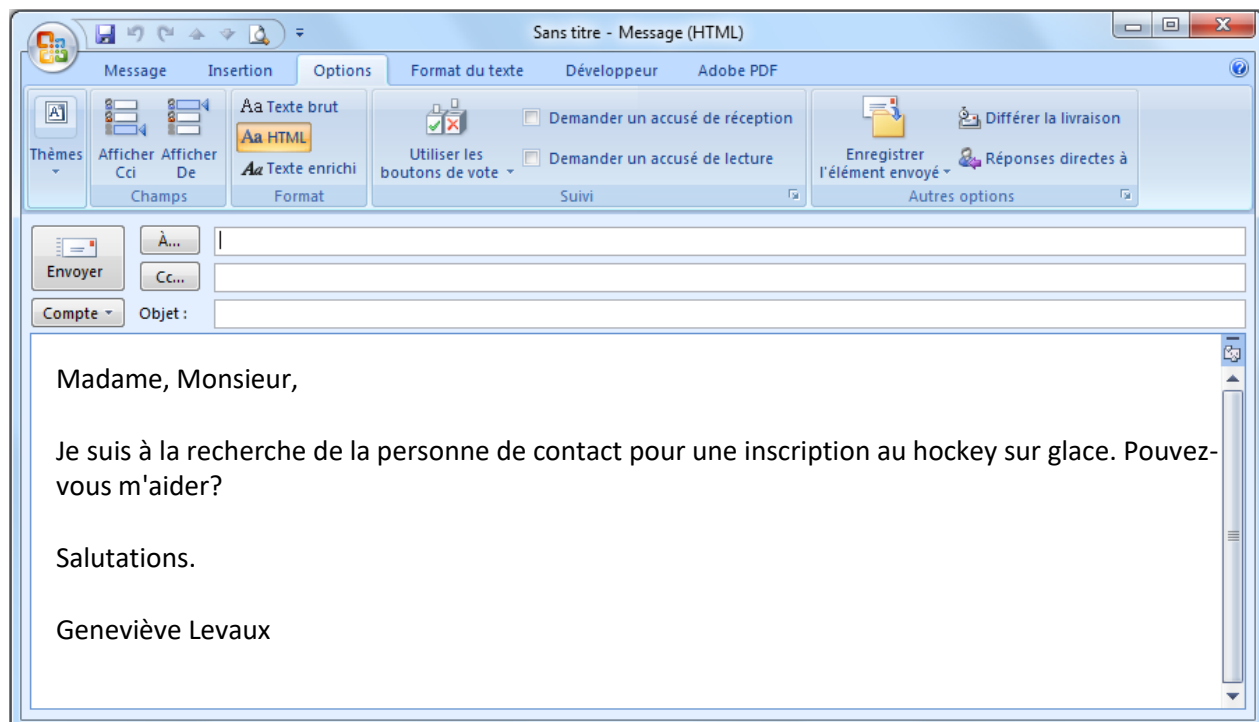 Sans titre - Message (HTML)
Message Insertion Options Format du texte Développeur Adobe PDF
Thèmes
Afficher Cci
Afficher De
Champs
Aa Texte brut
Aa HTML
Aa Texte enrichi
Format
Utiliser les boutons de vote
Demander un accusé de réception
Demander un accusé de lecture
Suivi
Enregistrer l'élément envoyé
Différer la livraison
Réponses directes à
Autres options
Envoyer
À...
Cc...
Compte
Objet :
Madame, Monsieur,
Je suis à la recherche de la personne de contact pour une inscription au hockey sur glace. Pouvez-
vous m'aider?
Salutations.
Geneviève Levaux